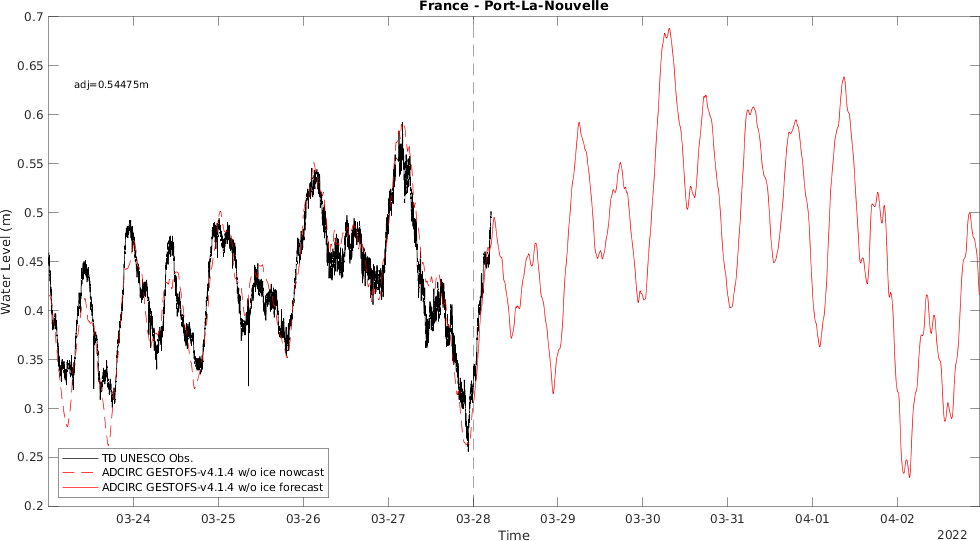 France - Port-La-Nouvelle
0.7
0.65
0.6
0.55
0.5
0.45
0.4
0.35
0.3
0.25
0.2
Water Level (m)
adj=0.54475m
TD UNESCO Obs.
ADCIRC GESTOFS-v4.1.4 w/o ice nowcast
ADCIRC GESTOFS-v4.1.4 w/o ice forecast
03-24 03-25 03-26 03-27 03-28 03-29 03-30 03-31 04-01 04-02
Time
2022